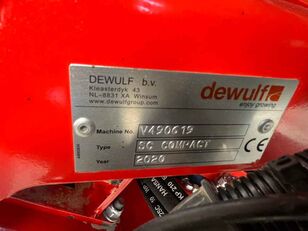 DEWULF b.v.
Kleasterdyk 43
NL-8831 XA Winsum
www.dewulfgroup.com
dewulf
enjoy growing
Machine No. V490619
Type SC COMPACT
Year 2020
CE